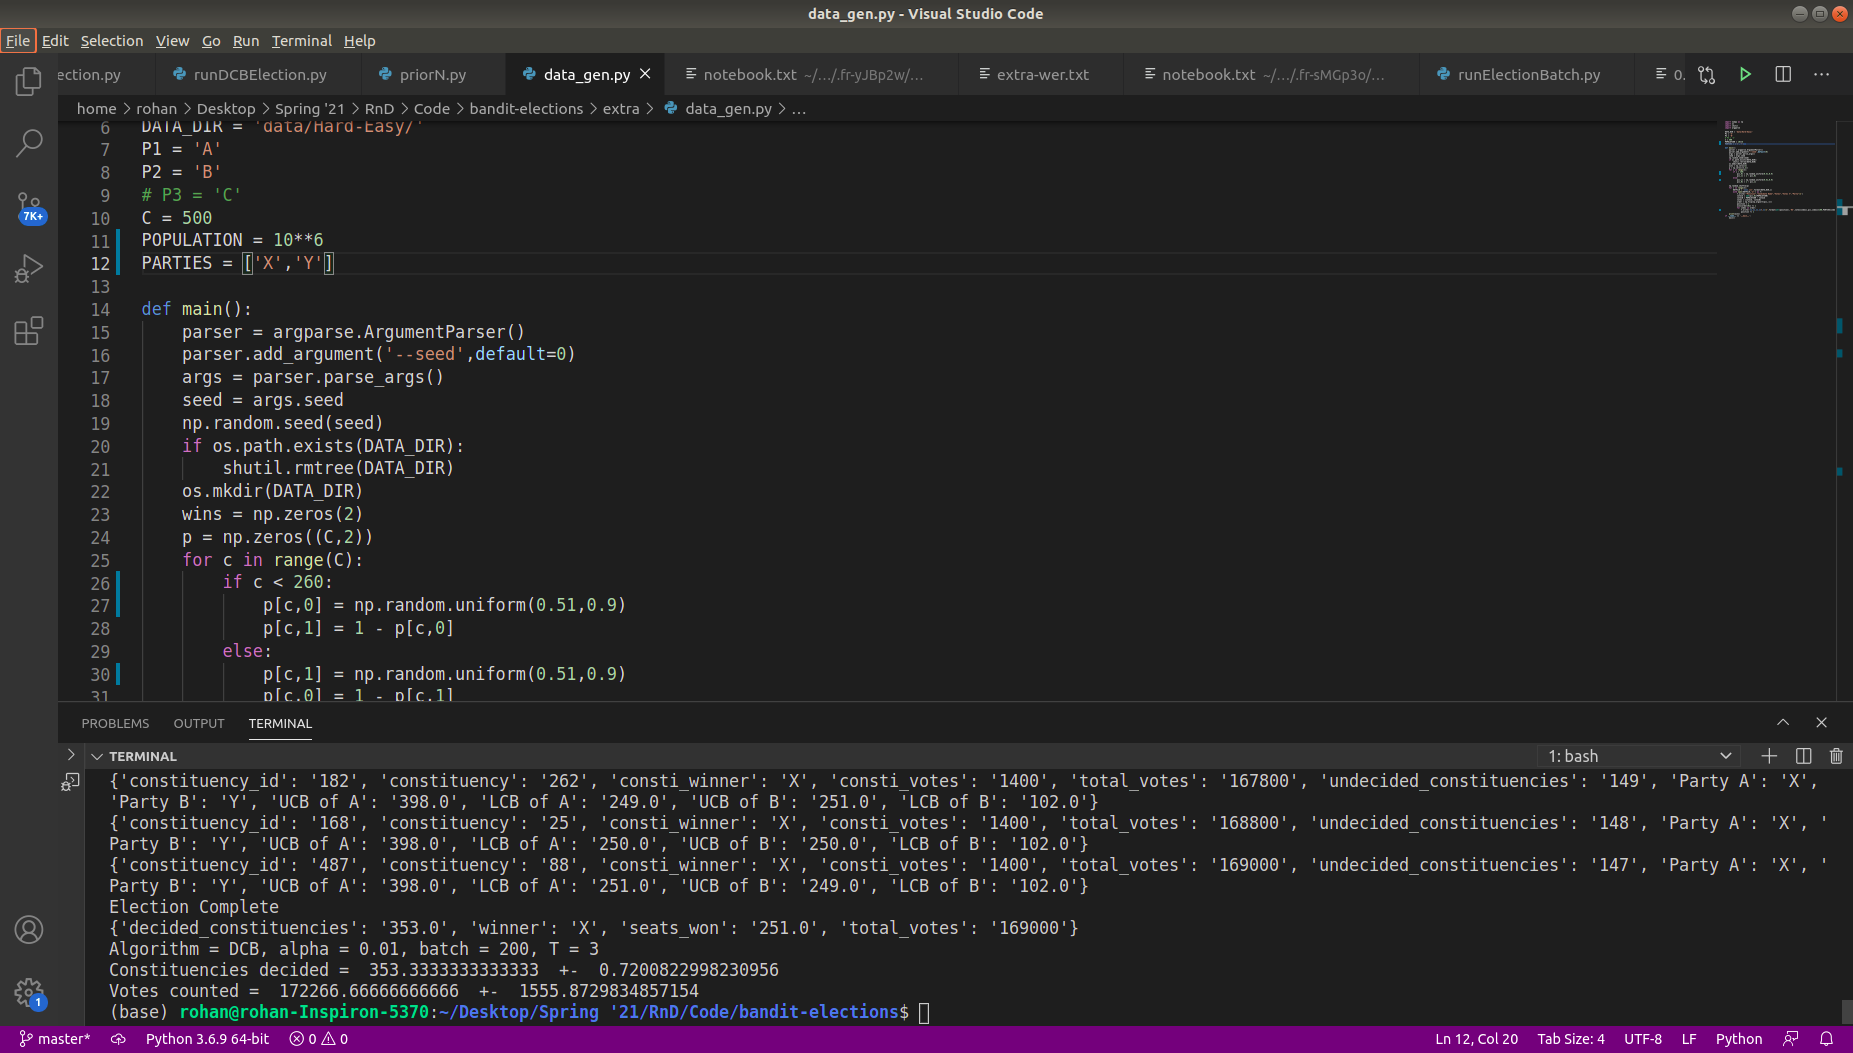 data_gen.py - Visual Studio Code
File Edit Selection View Go Run Terminal Help
ection.py runDCBElection.py priorN.py data_gen.py notebook.txt ~/.../.fr-yJBp2w/... extra-wer.txt notebook.txt ~/.../.fr-sMGp3o/... runElectionBatch.py 0.
home > rohan > Desktop > Spring '21 > RnD > Code > bandit-elections > extra > data_gen.py > ...
6 DATA_DIR = 'data/Hard-Easy/'
7 P1 = 'A'
8 P2 = 'B'
9 # P3 = 'C'
10 C = 500
11 POPULATION = 10**6
12 PARTIES = ['X','Y']
13
14 def main():
15 parser = argparse.ArgumentParser()
16 parser.add_argument('--seed',default=0)
17 args = parser.parse_args()
18 seed = args.seed
19 np.random.seed(seed)
20 if os.path.exists(DATA_DIR):
21 shutil.rmtree(DATA_DIR)
22 os.mkdir(DATA_DIR)
23 wins = np.zeros(2)
24 p = np.zeros((C,2))
25 for c in range(C):
26 if c < 260:
27 p[c,0] = np.random.uniform(0.51,0.9)
28 p[c,1] = 1 - p[c,0]
29 else:
30 p[c,1] = np.random.uniform(0.51,0.9)
31 p[c,0] = 1 - p[c,1]
7K+
PROBLEMS OUTPUT TERMINAL
TERMINAL 1: bash
{'constituency_id': '182', 'constituency': '262', 'consti_winner': 'X', 'consti_votes': '1400', 'total_votes': '167800', 'undecided_constituencies': '149', 'Party A': 'X',
'Party B': 'Y', 'UCB of A': '398.0', 'LCB of A': '249.0', 'UCB of B': '251.0', 'LCB of B': '102.0'}
{'constituency_id': '168', 'constituency': '25', 'consti_winner': 'X', 'consti_votes': '1400', 'total_votes': '168800', 'undecided_constituencies': '148', 'Party A': 'X', '
Party B': 'Y', 'UCB of A': '398.0', 'LCB of A': '250.0', 'UCB of B': '250.0', 'LCB of B': '102.0'}
{'constituency_id': '487', 'constituency': '88', 'consti_winner': 'X', 'consti_votes': '1400', 'total_votes': '169000', 'undecided_constituencies': '147', 'Party A': 'X', '
Party B': 'Y', 'UCB of A': '398.0', 'LCB of A': '251.0', 'UCB of B': '249.0', 'LCB of B': '102.0'}
Election Complete
{'decided_constituencies': '353.0', 'winner': 'X', 'seats_won': '251.0', 'total_votes': '169000'}
Algorithm = DCB, alpha = 0.01, batch = 200, T = 3
Constituencies decided = 353.3333333333333 +- 0.7200822998230956
Votes counted = 172266.66666666666 +- 1555.8729834857154
(base) rohan@rohan-Inspiron-5370:~/Desktop/Spring '21/RnD/Code/bandit-elections$
1
master* Python 3.6.9 64-bit 0 0 Ln 12, Col 20 Tab Size: 4 UTF-8 LF Python